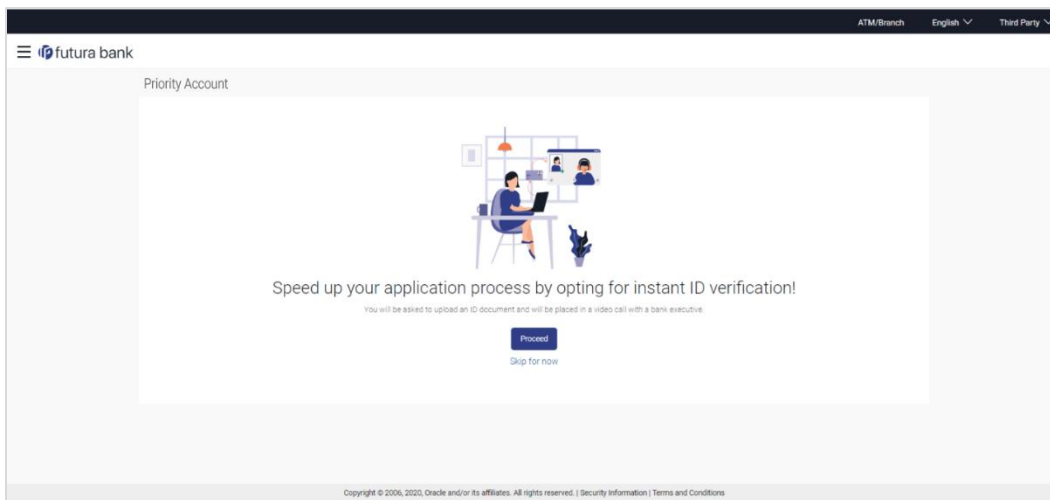 ATM/Branch English Third Party
futura bank
Priority Account
Speed up your application process by opting for instant ID verification!
You will be asked to upload an ID document and will be placed in a video call with a bank executive.
Proceed
Skip for now
Copyright © 2006, 2020, Oracle and/or its affiliates. All rights reserved. | Security Information | Terms and Conditions